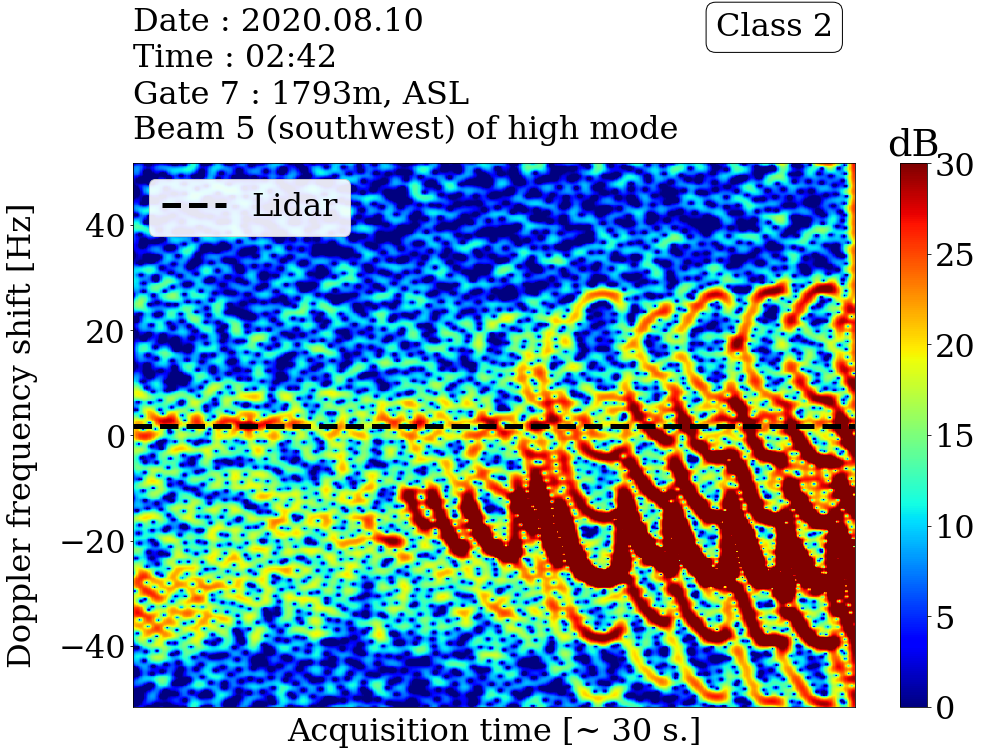 Date : 2020.08.10
Time : 02:42
Gate 7 : 1793m, ASL
Beam 5 (southwest) of high mode
Class 2
dB
Lidar
Doppler frequency shift [Hz]
40
20
0
−20
−40
Acquisition time [~ 30 s.]
30
25
20
15
10
5
0